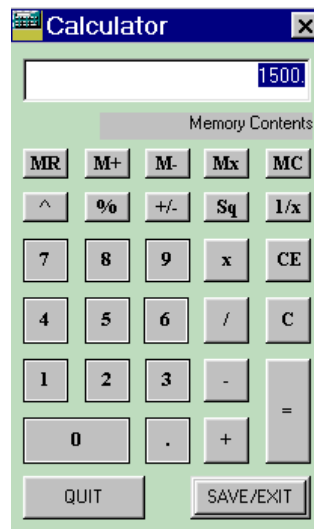 Calculator
1500.
Memory Contents
MR M+ M- Mx MC
^ % +/- Sq 1/x
7 8 9 x CE
4 5 6 / C
1 2 3 - =
0 . +
QUIT SAVE/EXIT